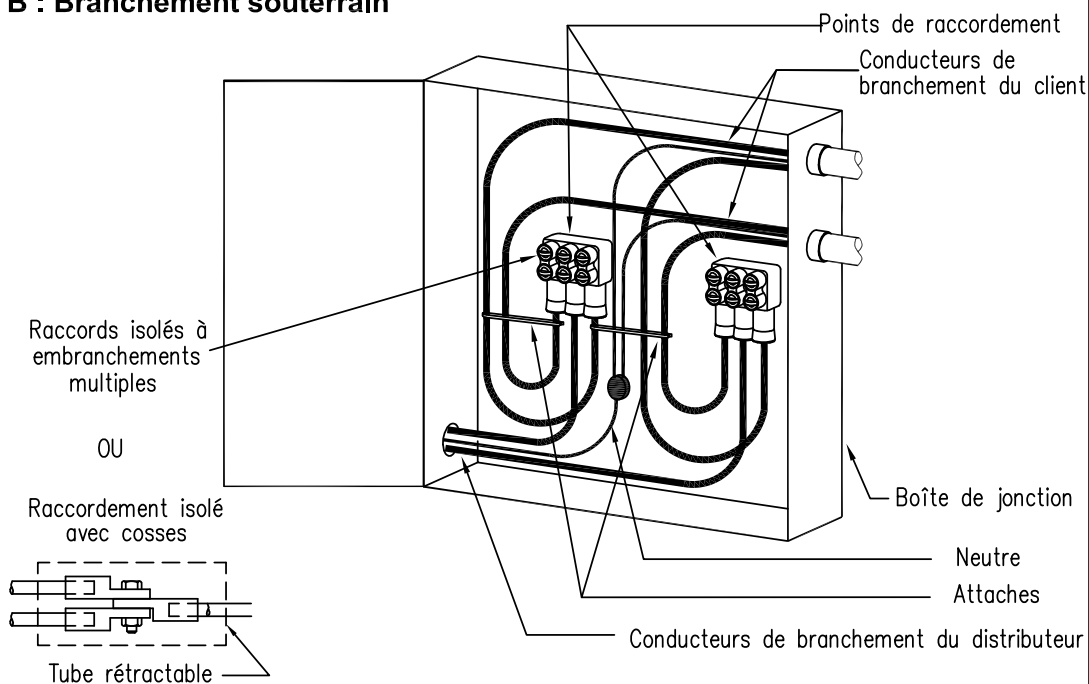 B : Branchement souterrain
Points de raccordement
Conducteurs de
branchement du client
Raccords isolés à
embranchements
multiples
OU
Raccordement isolé
avec cosses
Tube rétractable
Boîte de jonction
Neutre
Attaches
Conducteurs de branchement du distributeur